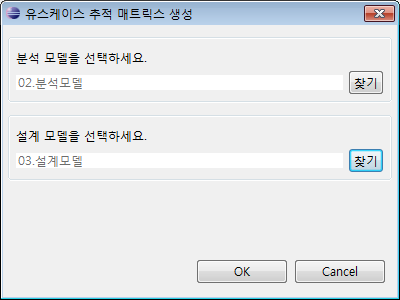 유스케이스 추적 매트릭스 생성
분석 모델을 선택하세요.
02.분석모델
찾기
설계 모델을 선택하세요.
03.설계모델
찾기
OK
Cancel